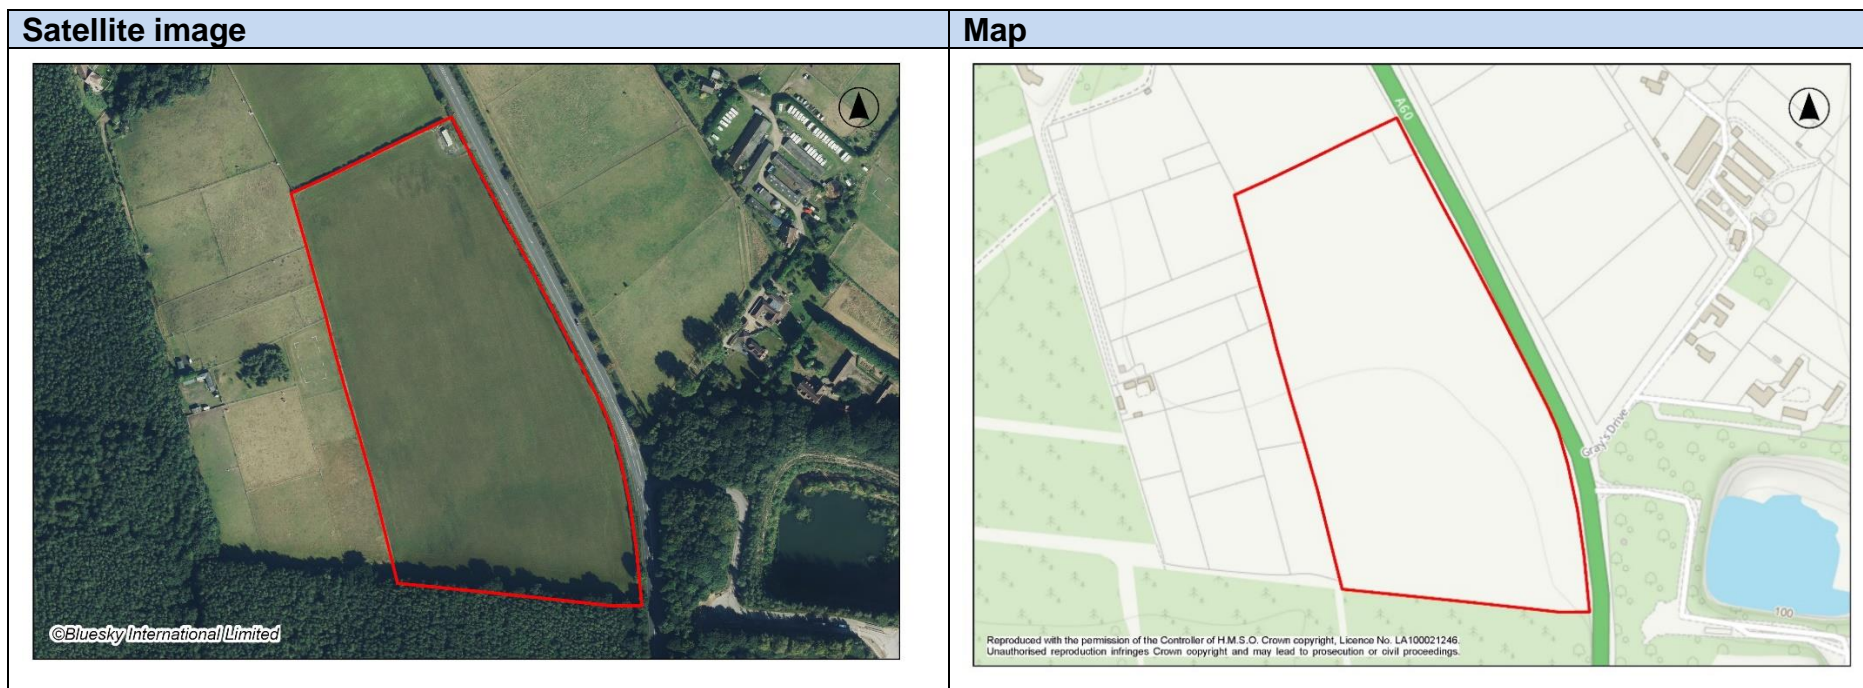 Satellite image
Map
©Bluesky International Limited
A60
Gray's Drive
100
Reproduced with the permission of the Controller of H.M.S.O. Crown copyright, Licence No. LA100021246.
Unauthorised reproduction infringes Crown copyright and may lead to prosecution or civil proceedings.